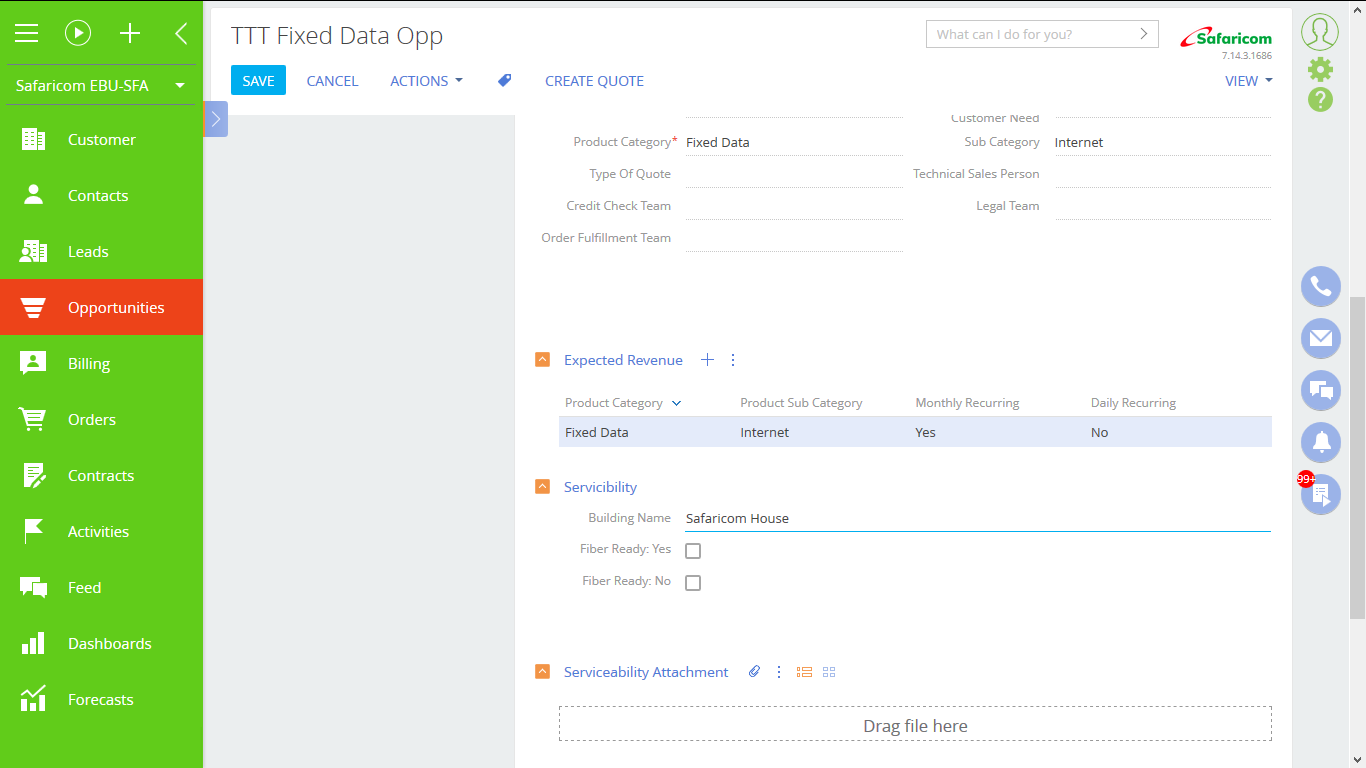 TTT Fixed Data Opp
What can I do for you?
Safaricom
7.14.3.1686
SAVE
CANCEL
ACTIONS
CREATE QUOTE
VIEW
Safaricom EBU-SFA
Customer
Contacts
Leads
Opportunities
Billing
Orders
Contracts
Activities
Feed
Dashboards
Forecasts
Customer Need
Product Category* Fixed Data
Sub Category Internet
Type Of Quote
Technical Sales Person
Credit Check Team
Legal Team
Order Fulfillment Team
Expected Revenue
Product Category Product Sub Category Monthly Recurring Daily Recurring
Fixed Data Internet Yes No
Servicibility
Building Name Safaricom House
Fiber Ready: Yes
Fiber Ready: No
Serviceability Attachment
Drag file here
?
99+